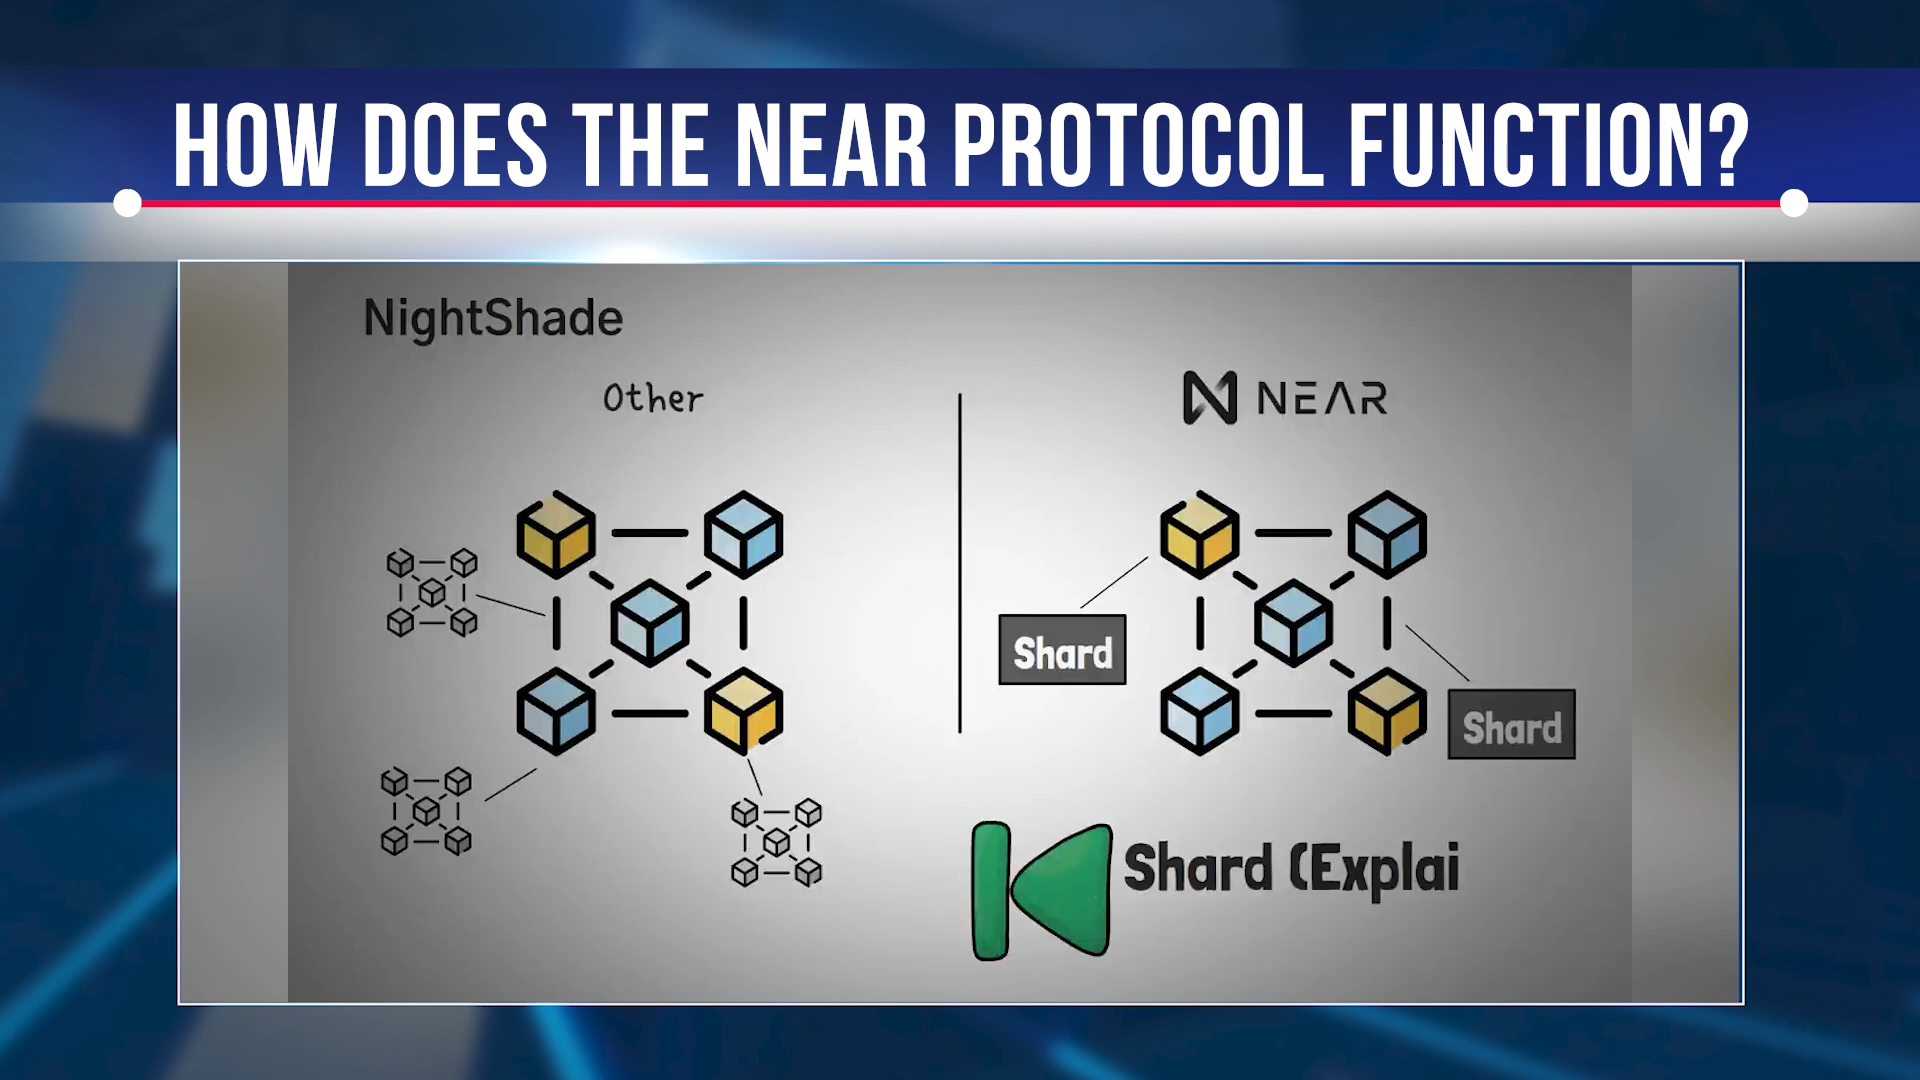 HOW DOES THE NEAR PROTOCOL FUNCTION?
NightShade
Other
NEAR
Shard
Shard
Shard (Explai